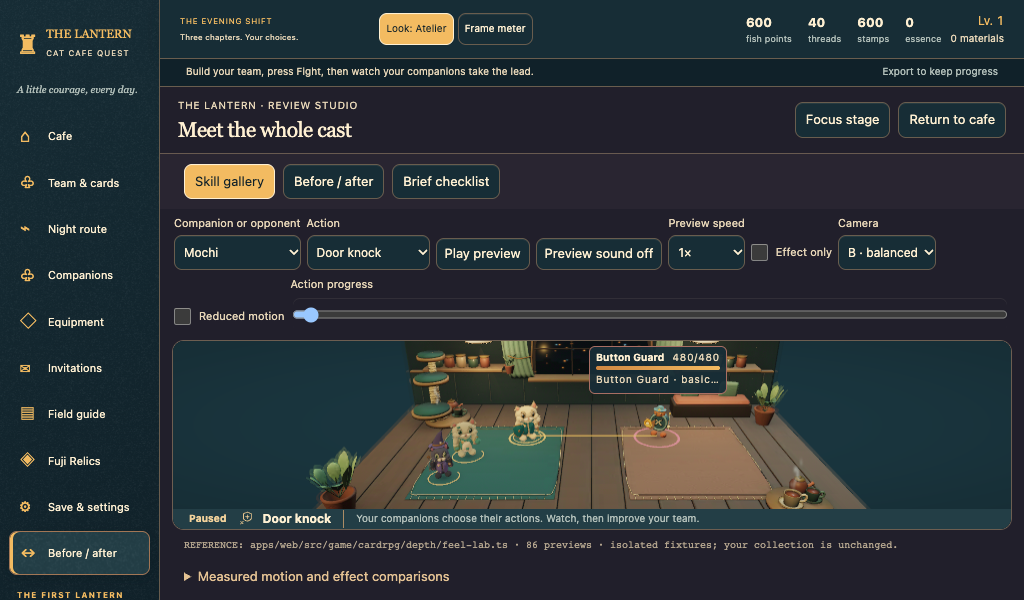 THE LANTERN
CAT CAFE QUEST
A little courage, every day.
Cafe
Team & cards
Night route
Companions
Equipment
Invitations
Field guide
Fuji Relics
Save & settings
Before / after
THE FIRST LANTERN
THE EVENING SHIFT
Three chapters. Your choices.
Look: Atelier
Frame meter
600 fish points
40 threads
600 stamps
0 essence
Lv. 1
0 materials
Build your team, press Fight, then watch your companions take the lead.
Export to keep progress
THE LANTERN · REVIEW STUDIO
Meet the whole cast
Focus stage
Return to cafe
Skill gallery
Before / after
Brief checklist
Companion or opponent
Mochi
Action
Door knock
Play preview
Preview sound off
Preview speed
1×
Effect only
Camera
B · balanced
Reduced motion
Action progress
Button Guard 480/480
Button Guard · basic…
Paused
Door knock
Your companions choose their actions. Watch, then improve your team.
REFERENCE: apps/web/src/game/cardrpg/depth/feel-lab.ts · 86 previews · isolated fixtures; your collection is unchanged.
Measured motion and effect comparisons